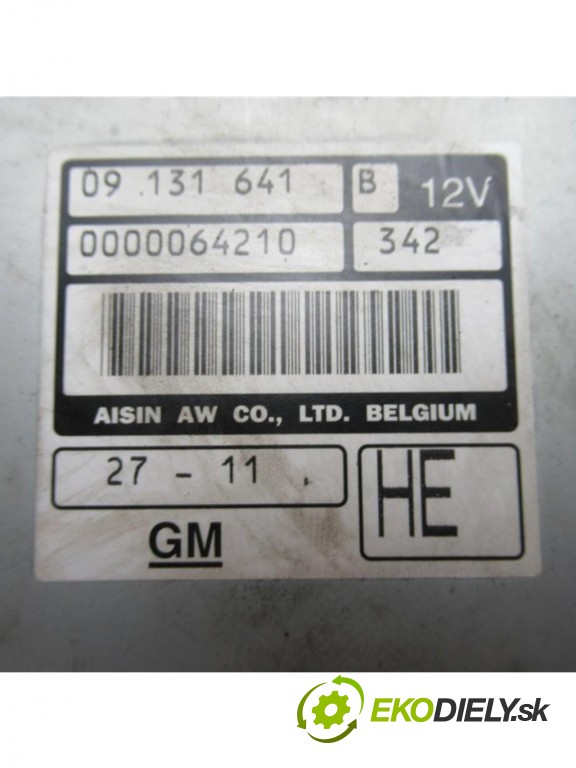 09 131 641 B 12V
0000064210 342
AISIN AW CO., LTD. BELGIUM
27 - 11 HE
GM
EKODIELY.sk